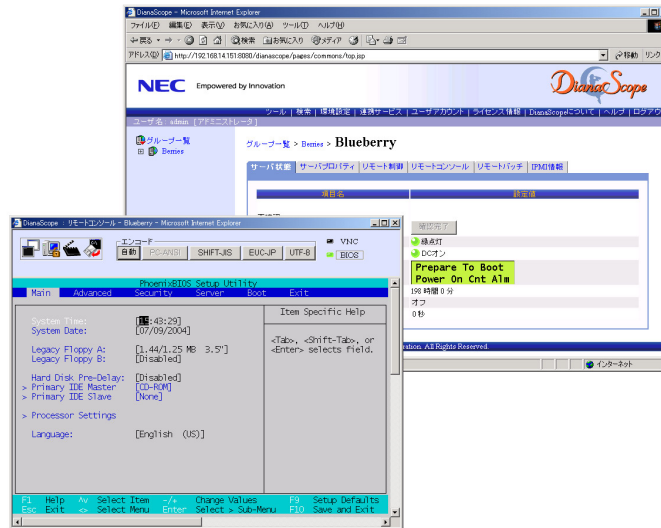 DianaScope - Microsoft Internet Explorer
ファイル(F) 編集(E) 表示(V) お気に入り(A) ツール(T) ヘルプ(H)
戻る 検索 お気に入り メディア
アドレス(D) http://192.168.14.151:8080/dianascope/pages/commons/top.jsp 移動 リンク
NEC Empowered by Innovation DianaScope
ツール | 検索 | 環境設定 | 連携サービス | ユーザアカウント | ライセンス情報 | DianaScopeについて | ヘルプ | ログアウ
ユーザ名 : admin [アドミニストレータ]
グループ一覧
Berries
グループ一覧 > Berries > Blueberry
サーバ状態 サーバプロパティ リモート制御 リモートコンソール リモートバッチ IPMI情報
項目名 設定値
確認完了
緑点灯
DCオン
Prepare To Boot
Power On Cnt Alm
198 時間 0 分
オフ
0 秒
ration. All Rights Reserved.
インターネット
DianaScope : リモートコンソール - Blueberry - Microsoft Internet Explorer
エンコード
自動 PC-ANSI SHIFT-JIS EUC-JP UTF-8
VNC
BIOS
PhoenixBIOS Setup Utility
Main Advanced Security Server Boot Exit
Item Specific Help
System Time: [15:43:29]
System Date: [07/09/2004]
<Tab>, <Shift-Tab>, or
<Enter> selects field.
Legacy Floppy A: [1.44/1.25 MB 3.5"]
Legacy Floppy B: [Disabled]
Hard Disk Pre-Delay: [Disabled]
> Primary IDE Master [CD-ROM]
> Primary IDE Slave [None]
> Processor Settings
Language: [English (US)]
F1 Help ^v Select Item -/+ Change Values F9 Setup Defaults
Esc Exit <> Select Menu Enter Select > Sub-Menu F10 Save and Exit